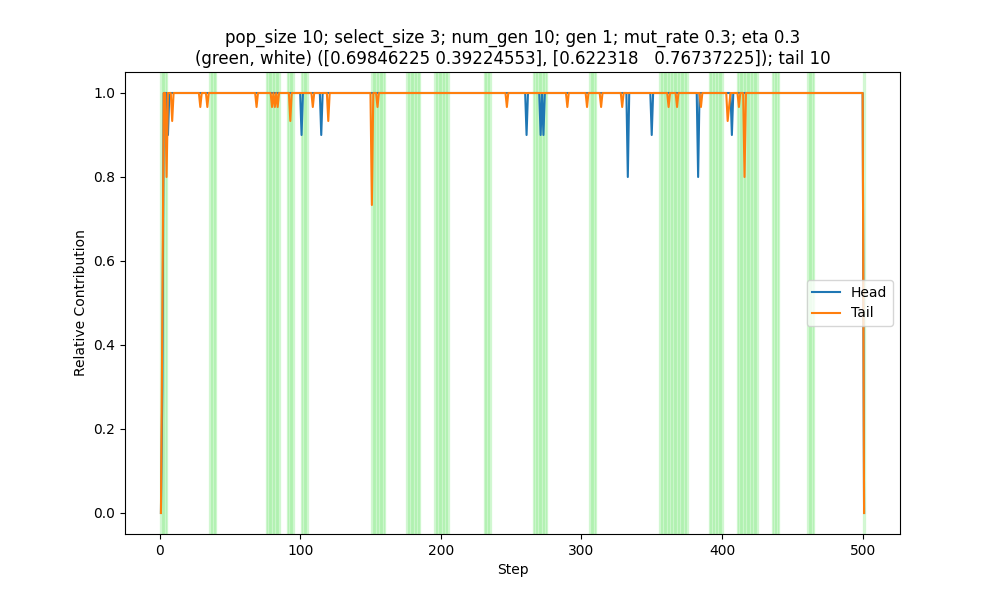 pop_size 10; select_size 3; num_gen 10; gen 1; mut_rate 0.3; eta 0.3
(green, white) ([0.69846225 0.39224553], [0.622318   0.76737225]); tail 10
1.0
0.8
0.6
0.4
0.2
0.0
Relative Contribution
Head
Tail
0
100
200
300
400
500
Step